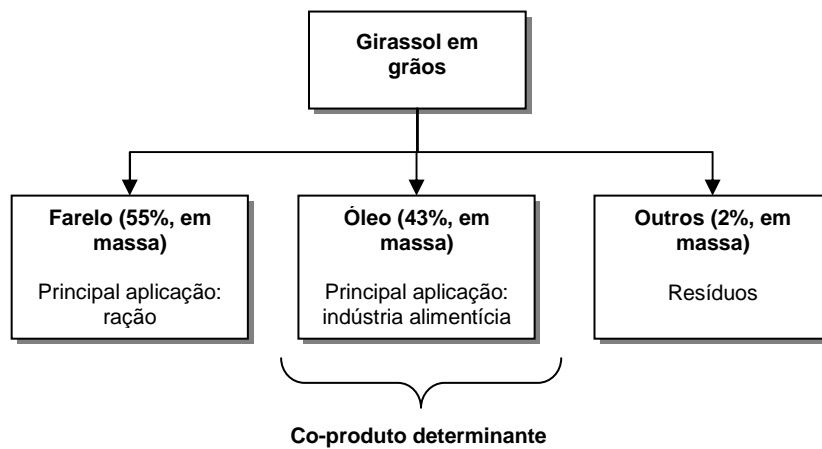 Girassol em
grãos
Farelo (55%, em
massa)
Principal aplicação:
ração
Óleo (43%, em
massa)
Principal aplicação:
indústria alimentícia
Outros (2%, em
massa)
Resíduos
Co-produto determinante